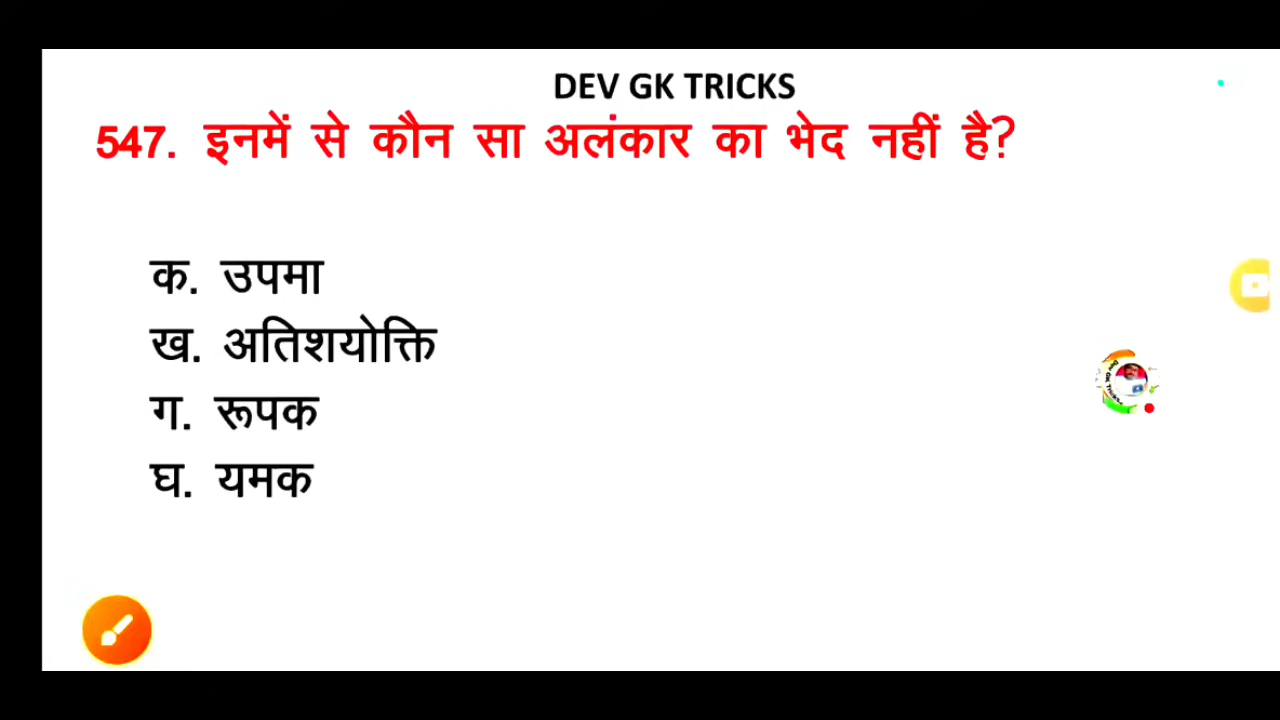 DEV GK TRICKS
547. इनमें से कौन सा अलंकार का भेद नहीं है?
क. उपमा
ख. अतिशयोक्ति
ग. रूपक
घ. यमक